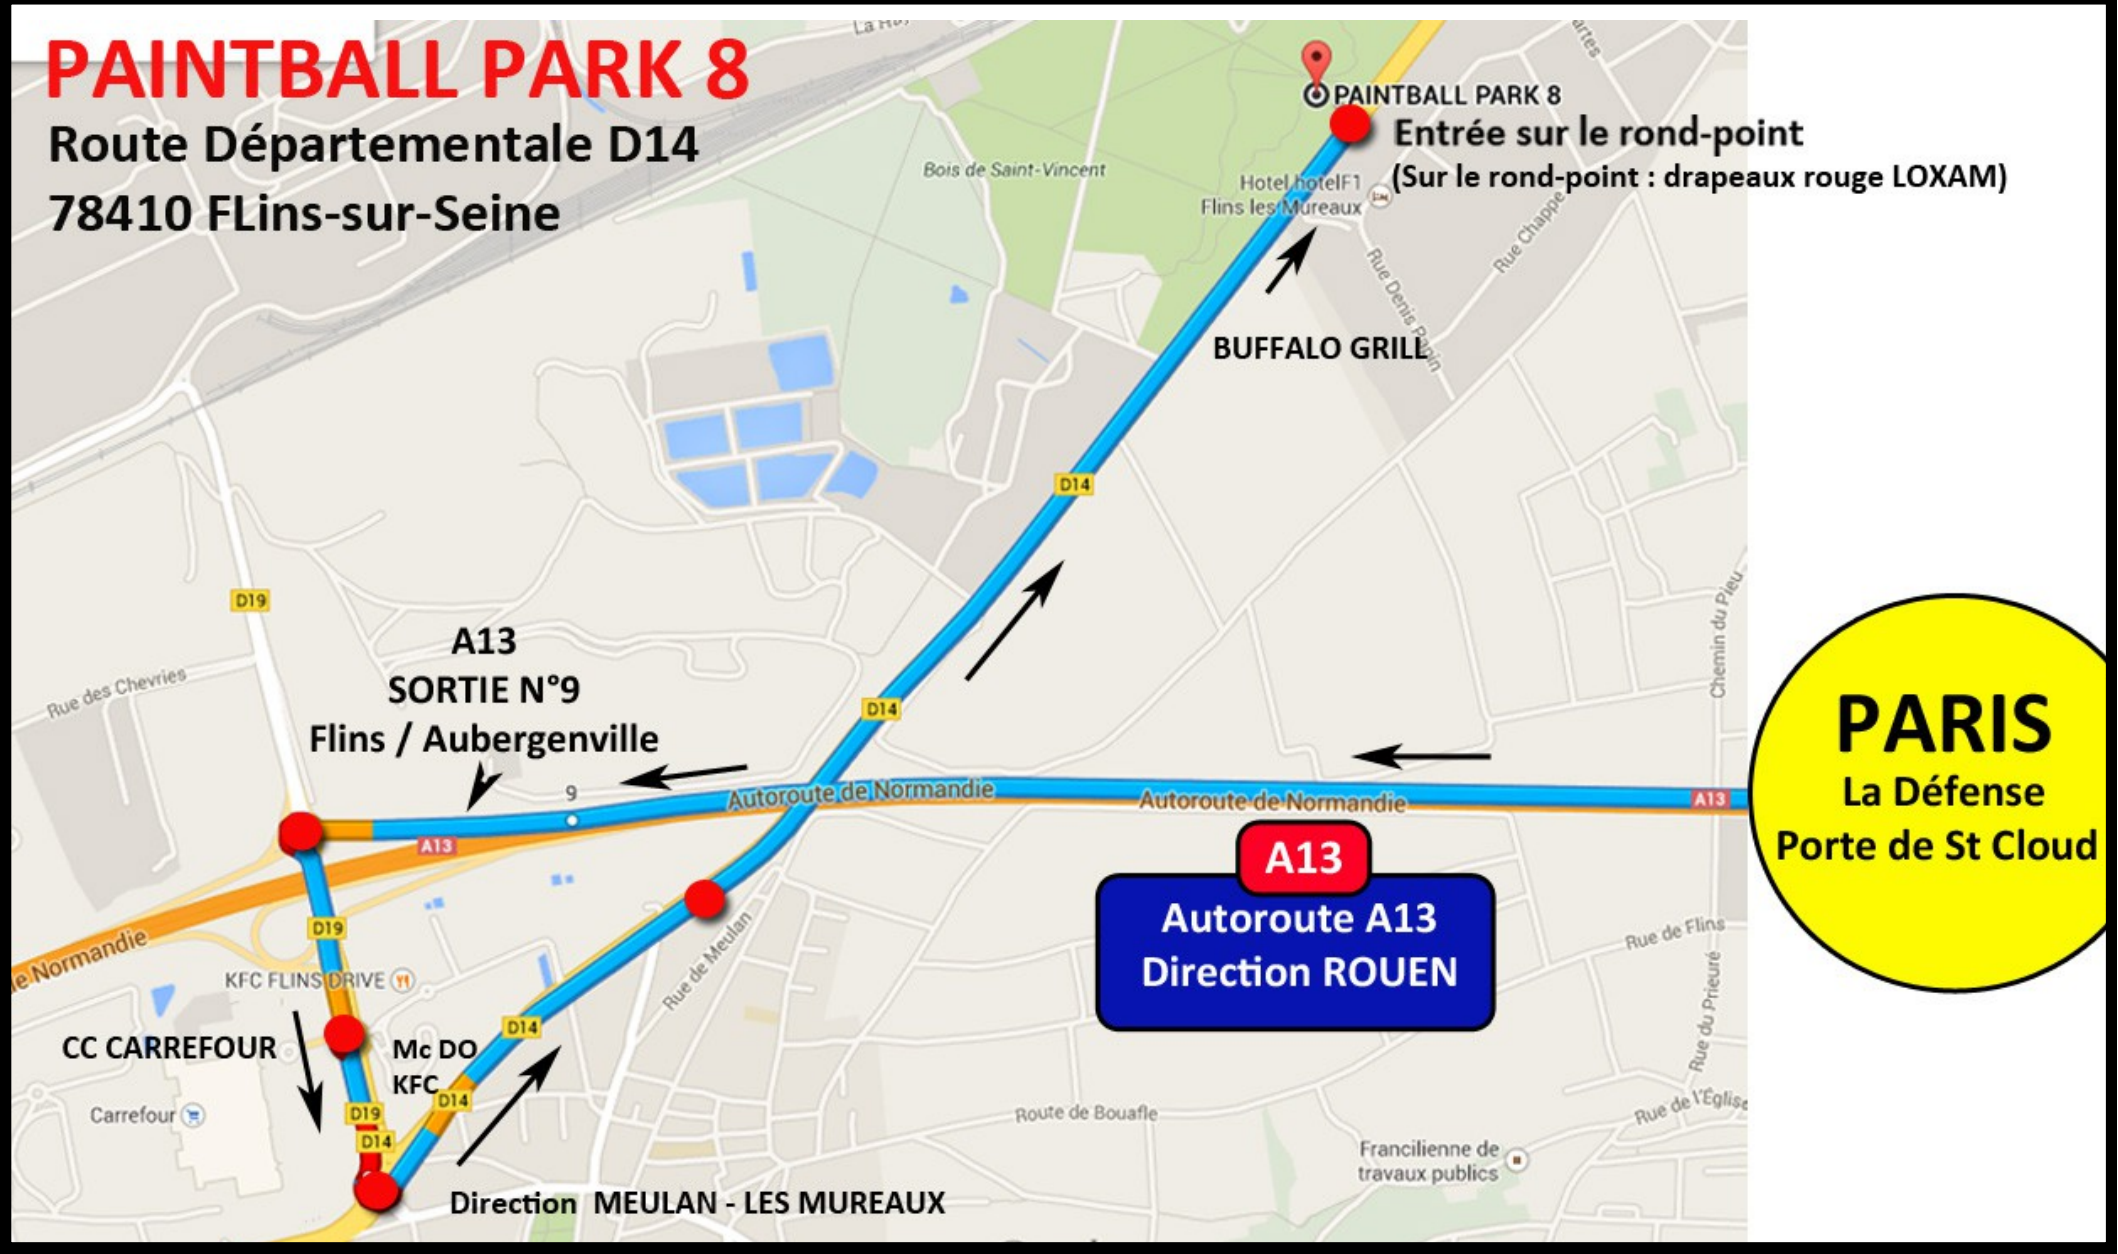 PAINTBALL PARK 8
Route Départementale D14
78410 FLins-sur-Seine
PAINTBALL PARK 8
Entrée sur le rond-point
(Sur le rond-point : drapeaux rouge LOXAM)
Bois de Saint-Vincent
Hotel hotelF1
Flins les Mureaux
Rue Chappe
Rue Denis Papin
BUFFALO GRILL
D14
D19
A13
SORTIE N°9
Flins / Aubergenville
Rue des Chevries
D14
Chemin du Pieu
9
Autoroute de Normandie
Autoroute de Normandie
A13
A13
PARIS
La Défense
Porte de St Cloud
A13
Autoroute A13
Direction ROUEN
D19
e Normandie
KFC FLINS DRIVE
Rue de Meulan
Rue de Flins
Rue du Prieuré
D14
CC CARREFOUR
Mc DO
KFC
D14
D19
D14
Carrefour
Route de Bouafle
Rue de l'Église
Francilienne de
travaux publics
Direction MEULAN - LES MUREAUX